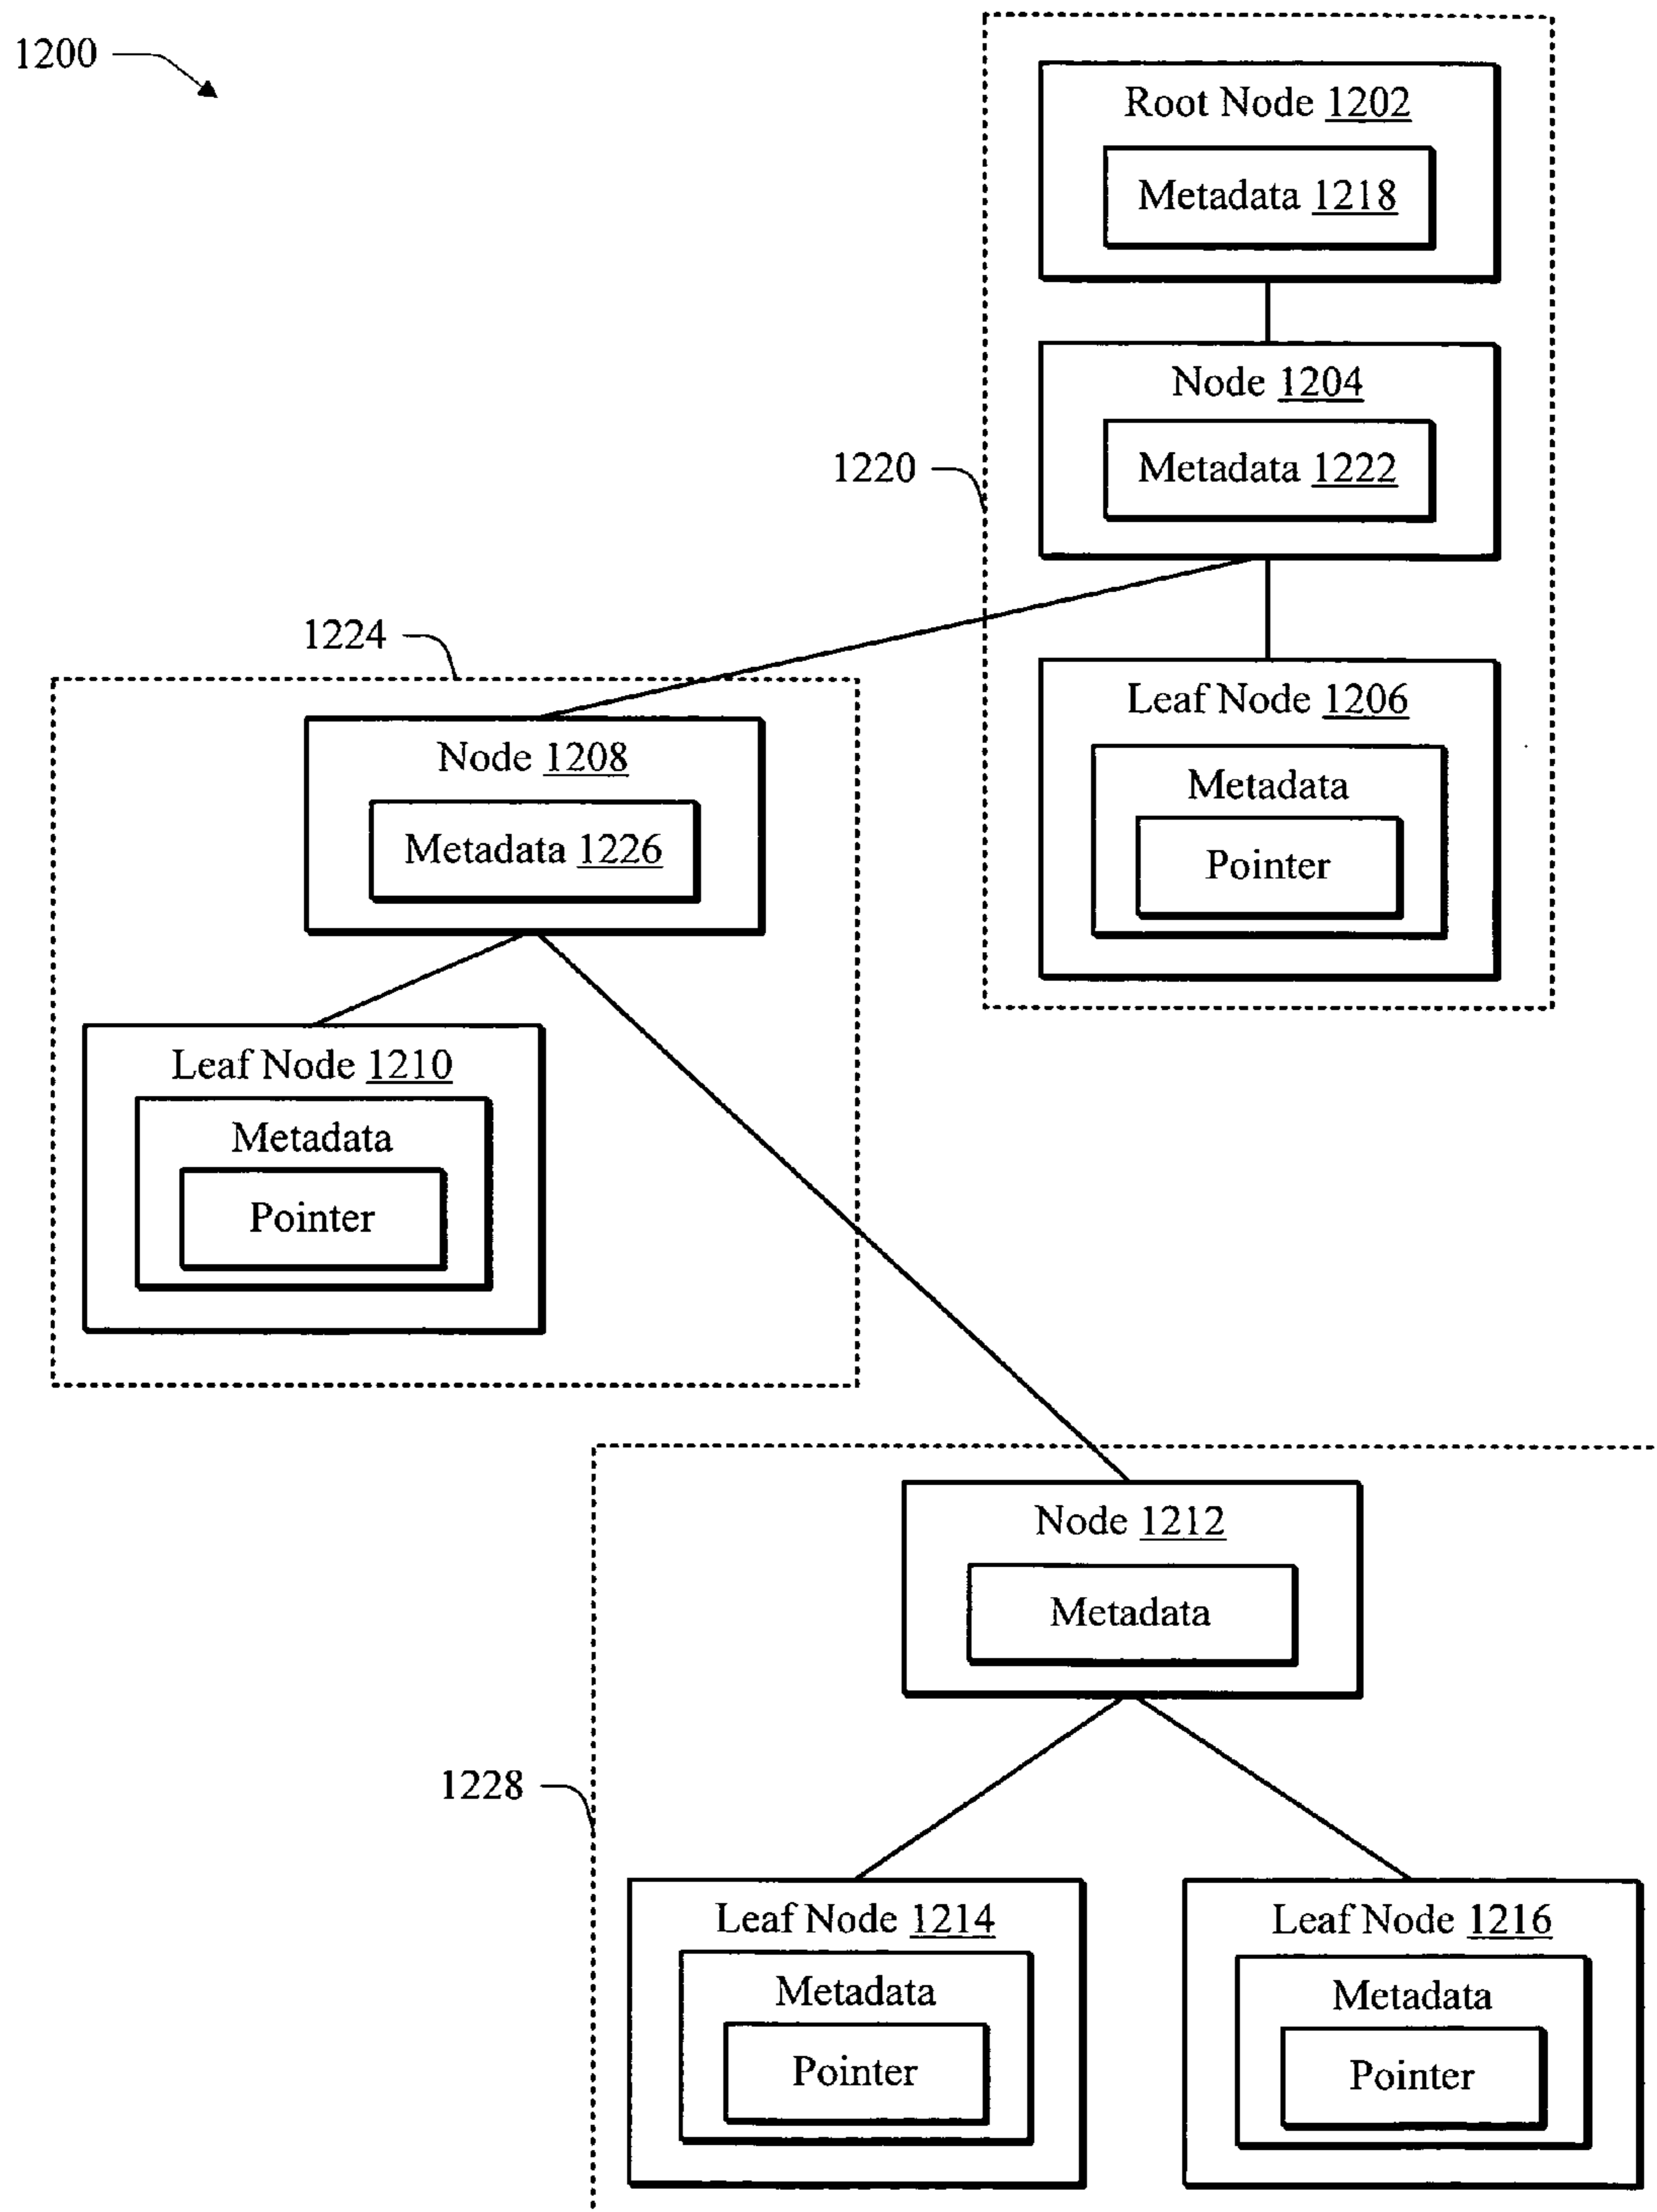 1200
Root Node 1202
Metadata 1218
Node 1204
Metadata 1222
1220
1224
Leaf Node 1206
Metadata
Pointer
Node 1208
Metadata 1226
Leaf Node 1210
Metadata
Pointer
Node 1212
Metadata
1228
Leaf Node 1214
Metadata
Pointer
Leaf Node 1216
Metadata
Pointer